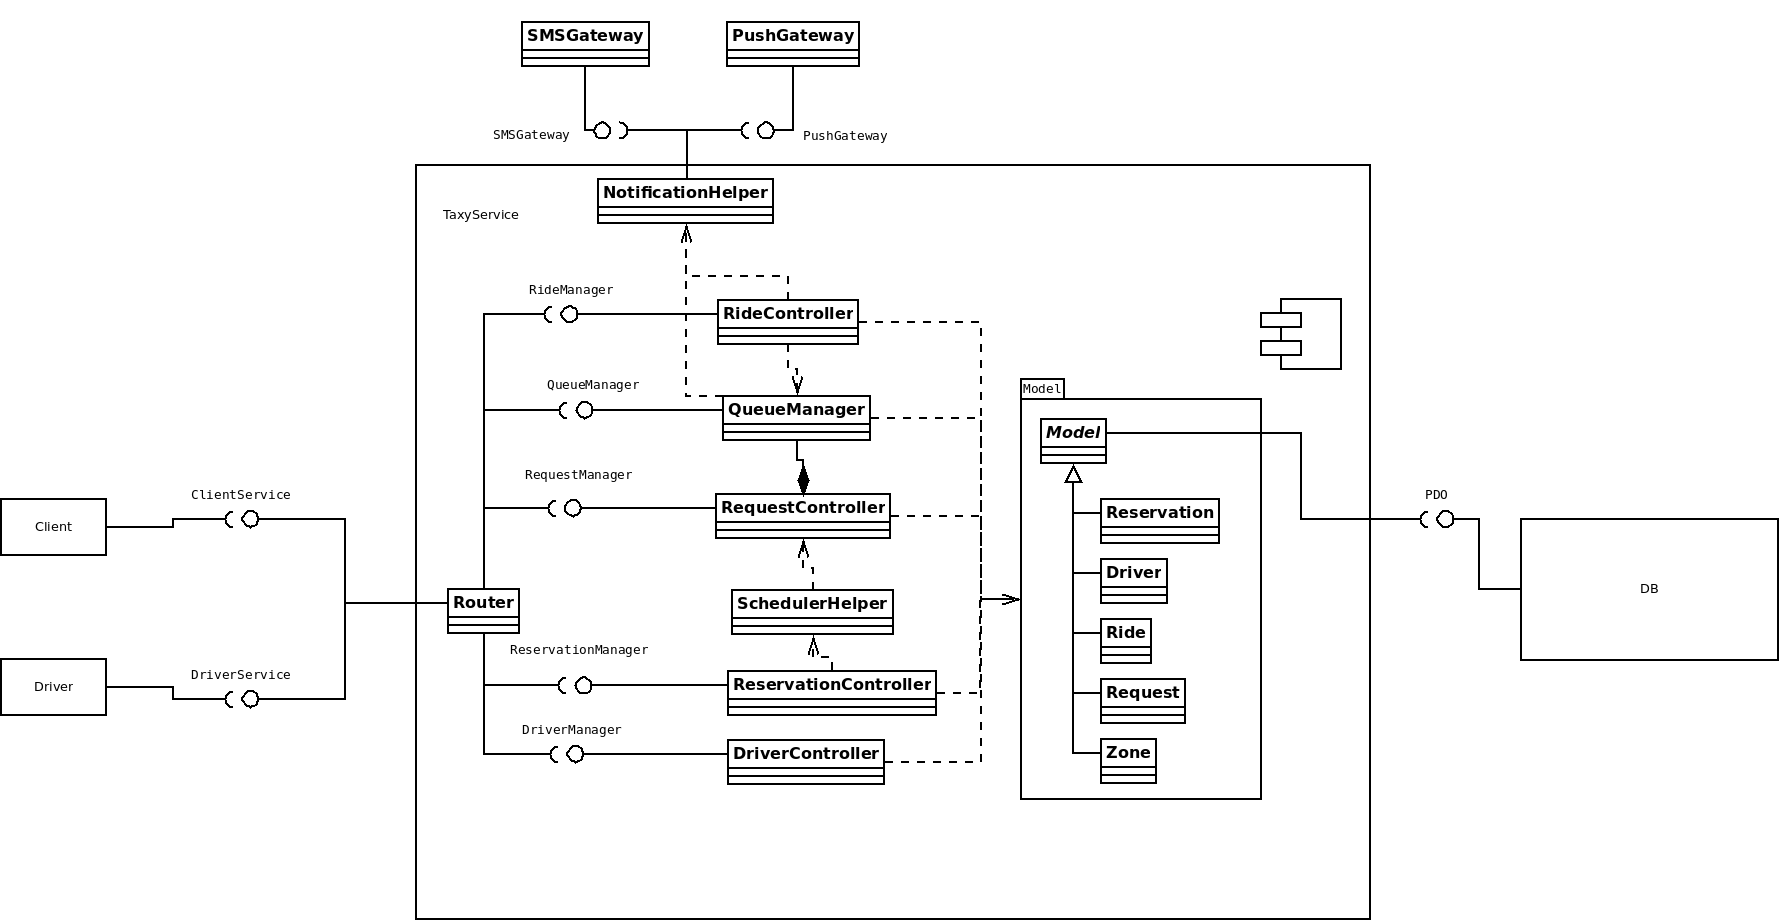 SMSGateway
PushGateway
SMSGateway
PushGateway
NotificationHelper
TaxyService
RideManager
RideController
QueueManager
QueueManager
Model
Model
RequestManager
RequestController
ClientService
Client
PDO
Reservation
Driver
DB
Router
SchedulerHelper
Ride
ReservationManager
DriverService
Driver
ReservationController
Request
DriverManager
DriverController
Zone